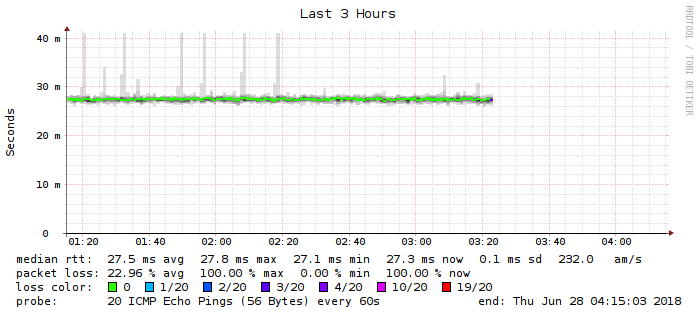 Last 3 Hours
RRDTOOL / TOBI OETIKER
Seconds
40 m
30 m
20 m
10 m
0
01:20 01:40 02:00 02:20 02:40 03:00 03:20 03:40 04:00
median rtt: 27.5 ms avg 27.8 ms max 27.1 ms min 27.3 ms now 0.1 ms sd 232.0 am/s
packet loss: 22.96 % avg 100.00 % max 0.00 % min 100.00 % now
loss color: 0 1/20 2/20 3/20 4/20 10/20 19/20
probe: 20 ICMP Echo Pings (56 Bytes) every 60s end: Thu Jun 28 04:15:03 2018